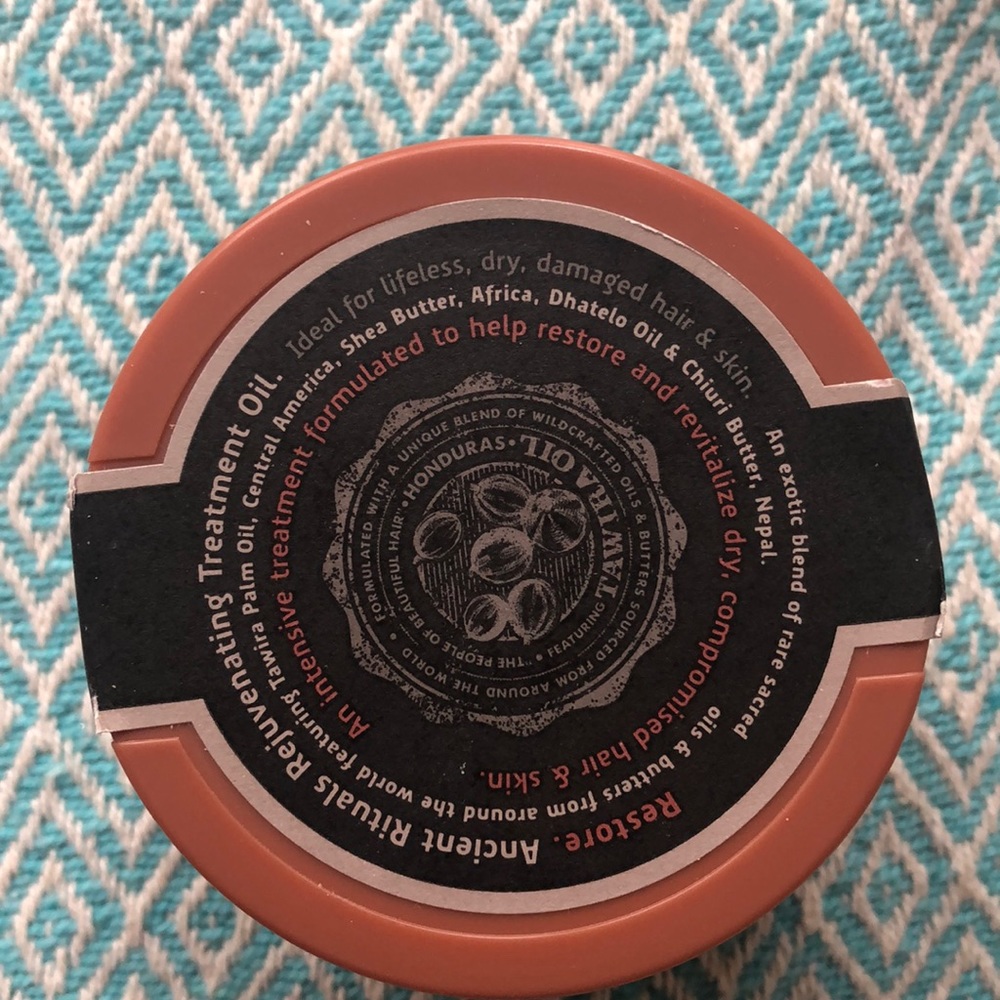 Restore. Ancient Rituals Rejuvenating Treatment Oil. Ideal for lifeless, dry, damaged hair & skin.
An exotic blend of rare sacred oils & butters from around the world featuring Tawira Palm Oil, Central America, Shea Butter, Africa, Dhatelo Oil & Chiuri Butter, Nepal.
An intensive treatment formulated to help restore and revitalize dry, compromised hair & skin.
• FORMULATED WITH A UNIQUE BLEND OF WILDCRAFTED OILS & BUTTERS SOURCED FROM AROUND THE WORLD
• FEATURING TAWIRA OIL
"THE PEOPLE OF BEAUTIFUL HAIR" • HONDURAS •